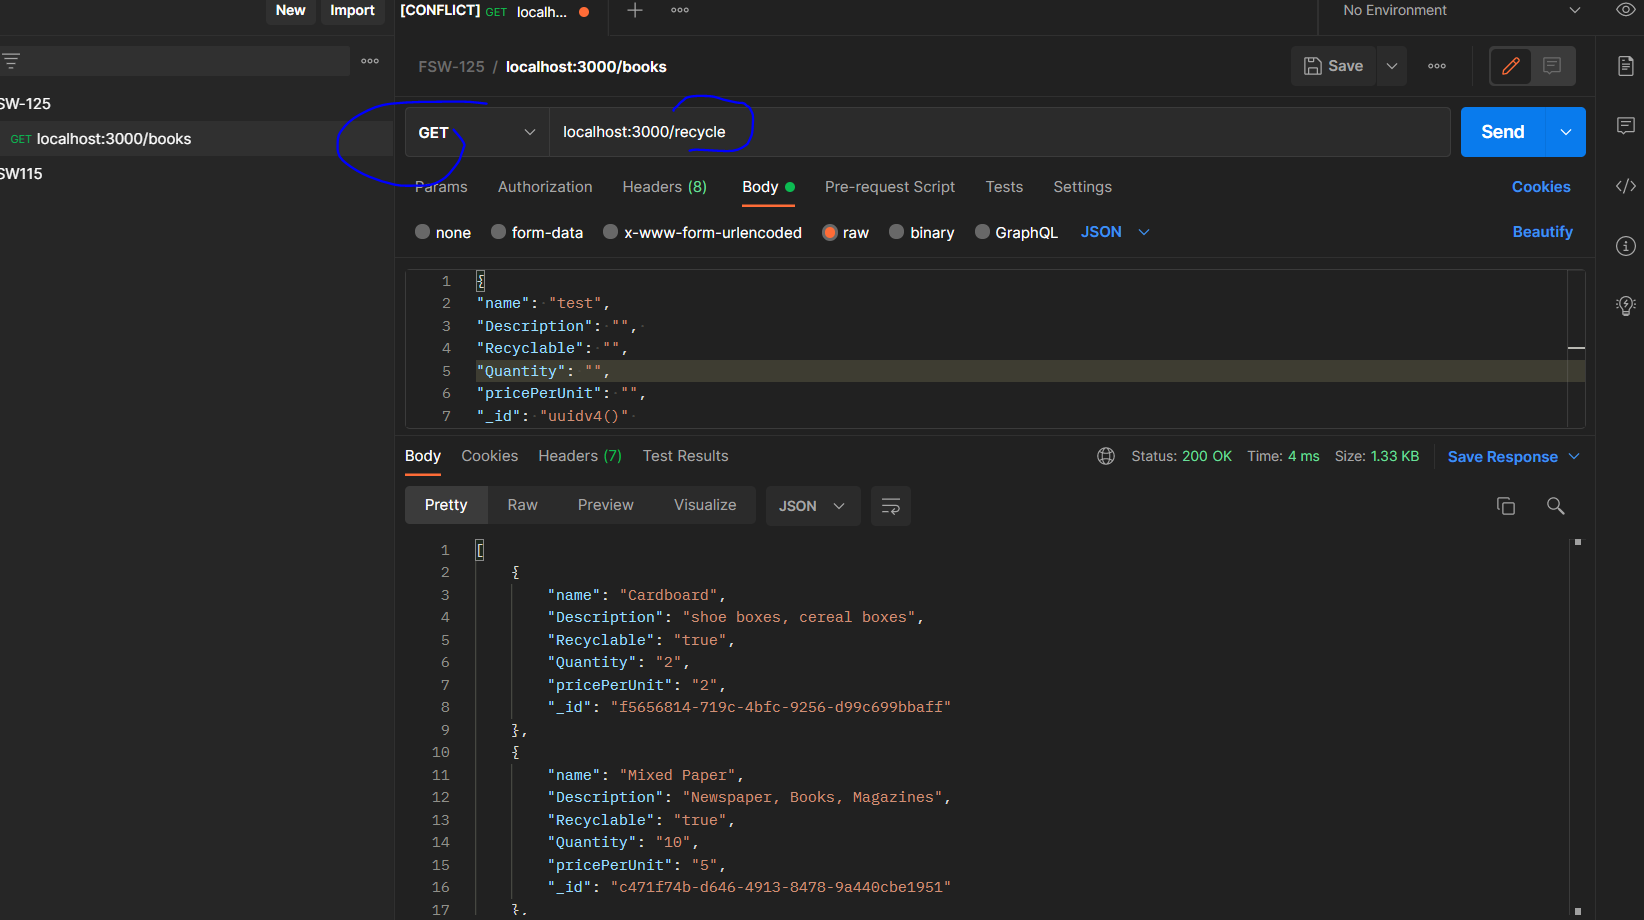 New Import [CONFLICT] GET localh... No Environment
FSW-125 / localhost:3000/books Save
SW-125
GET localhost:3000/books
SW115
GET localhost:3000/recycle Send
Params Authorization Headers (8) Body Pre-request Script Tests Settings Cookies
none form-data x-www-form-urlencoded raw binary GraphQL JSON Beautify
1 {
2 "name": "test",
3 "Description": "",
4 "Recyclable": "",
5 "Quantity": "",
6 "pricePerUnit": "",
7 "_id": "uuidv4()"
Body Cookies Headers (7) Test Results Status: 200 OK Time: 4 ms Size: 1.33 KB Save Response
Pretty Raw Preview Visualize JSON
1 [
2 {
3 "name": "Cardboard",
4 "Description": "shoe boxes, cereal boxes",
5 "Recyclable": "true",
6 "Quantity": "2",
7 "pricePerUnit": "2",
8 "_id": "f5656814-719c-4bfc-9256-d99c699bbaff"
9 },
10 {
11 "name": "Mixed Paper",
12 "Description": "Newspaper, Books, Magazines",
13 "Recyclable": "true",
14 "Quantity": "10",
15 "pricePerUnit": "5",
16 "_id": "c471f74b-d646-4913-8478-9a440cbe1951"
17 },